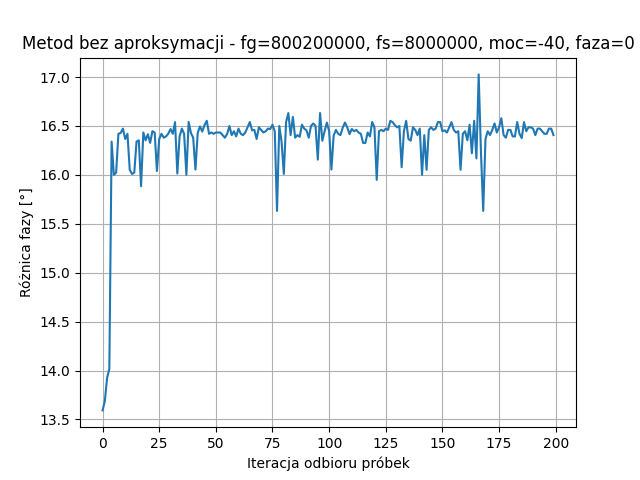 Metod bez aproksymacji - fg=800200000, fs=8000000, moc=-40, faza=0
17.0
16.5
16.0
15.5
15.0
14.5
14.0
13.5
Różnica fazy [°]
0 25 50 75 100 125 150 175 200
Iteracja odbioru próbek